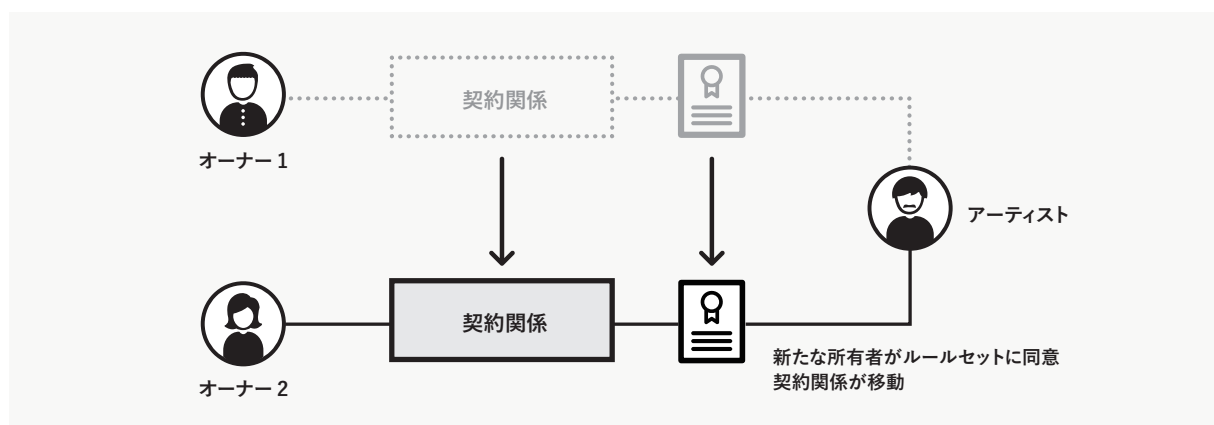 契約関係
オーナー 1
アーティスト
契約関係
新たな所有者がルールセットに同意
契約関係が移動
オーナー 2